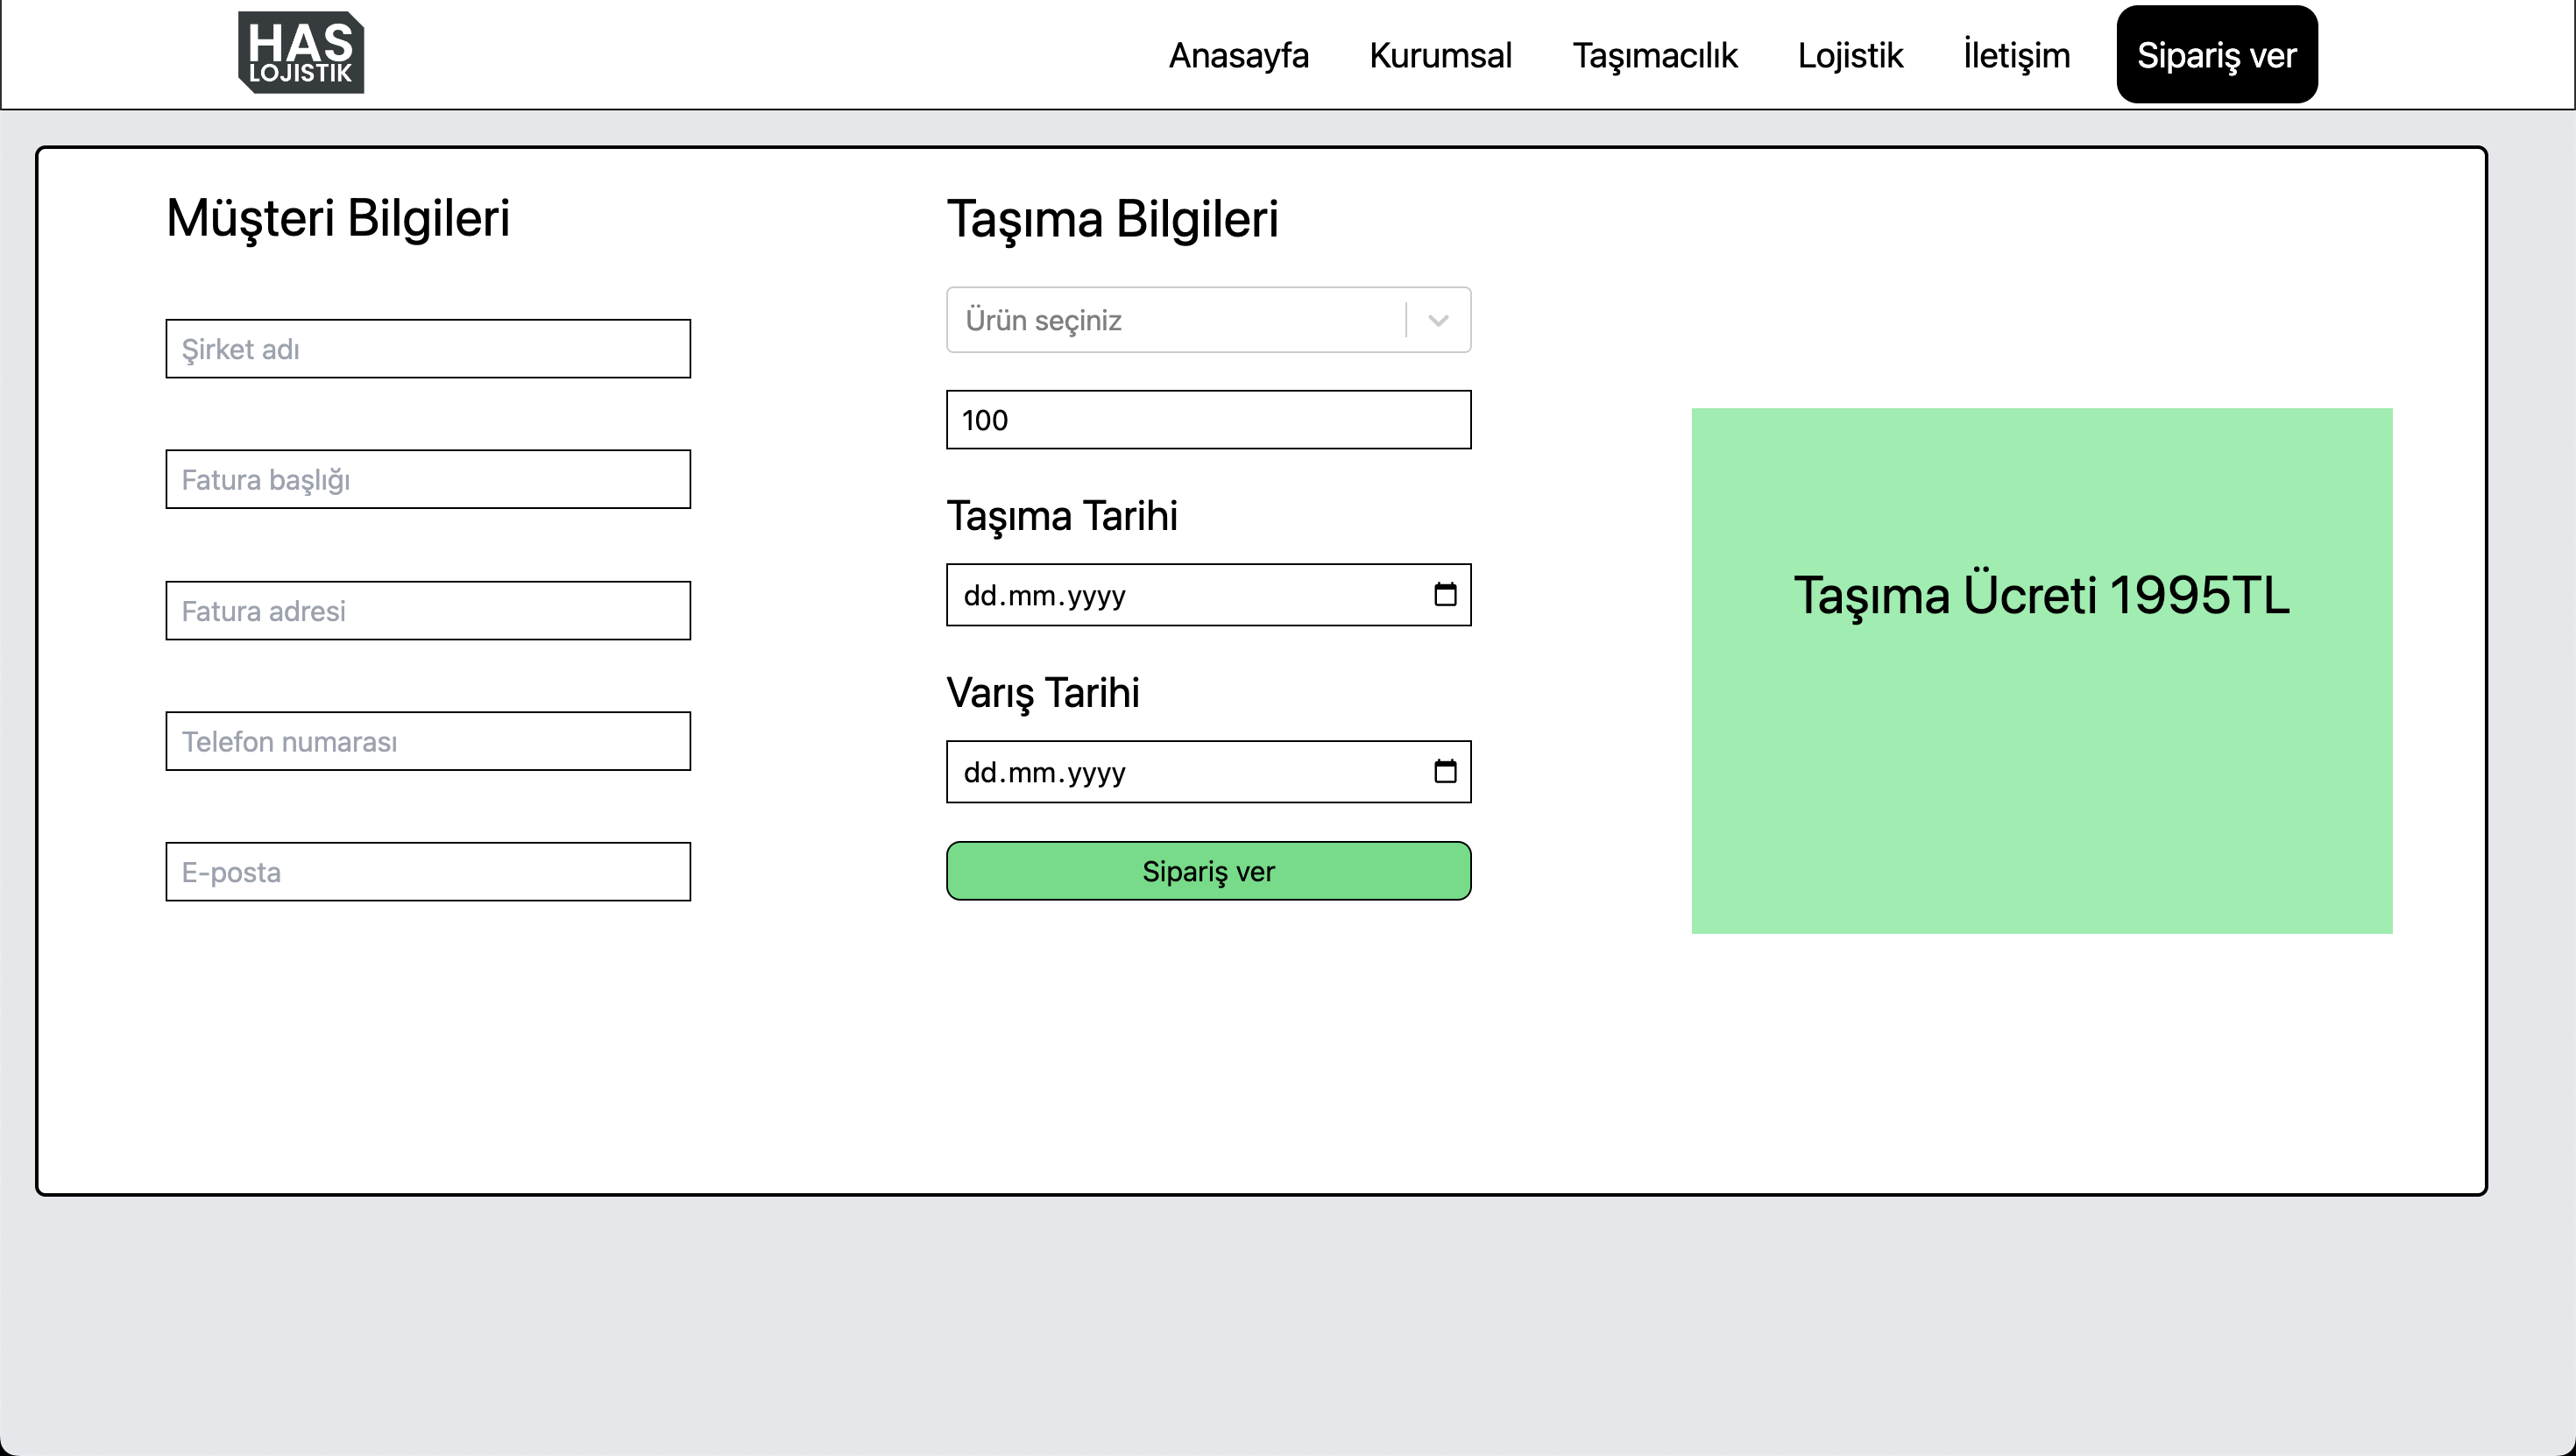 HAS
LOJISTIK
Anasayfa
Kurumsal
Taşımacılık
Lojistik
İletişim
Sipariş ver
Müşteri Bilgileri
Şirket adı
Fatura başlığı
Fatura adresi
Telefon numarası
E-posta
Taşıma Bilgileri
Ürün seçiniz
100
Taşıma Tarihi
dd.mm.yyyy
Varış Tarihi
dd.mm.yyyy
Sipariş ver
Taşıma Ücreti 1995TL